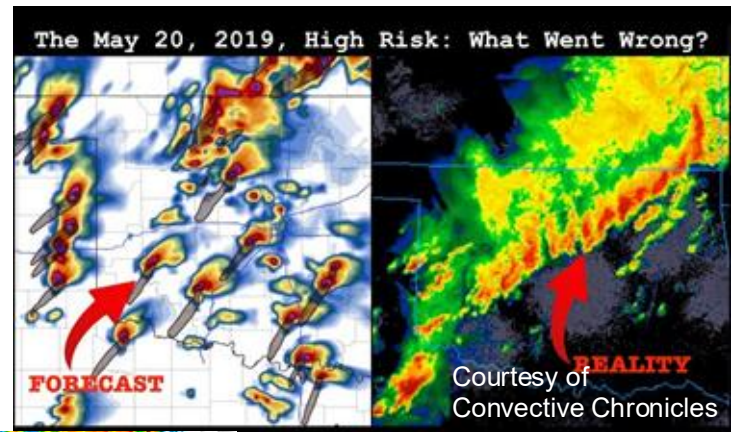 The May 20, 2019, High Risk: What Went Wrong?
FORECAST
REALITY
Courtesy of
Convective Chronicles